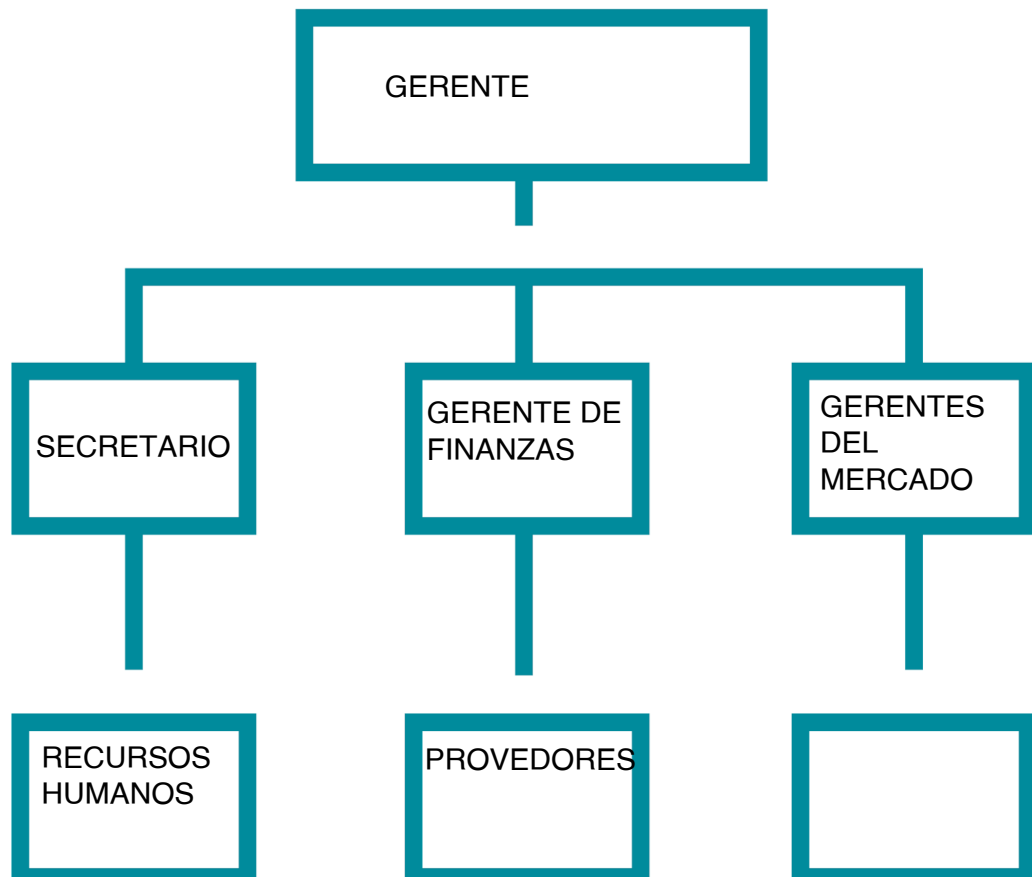 GERENTE
SECRETARIO
GERENTE DE
FINANZAS
GERENTES
DEL
MERCADO
RECURSOS
HUMANOS
PROVEDORES